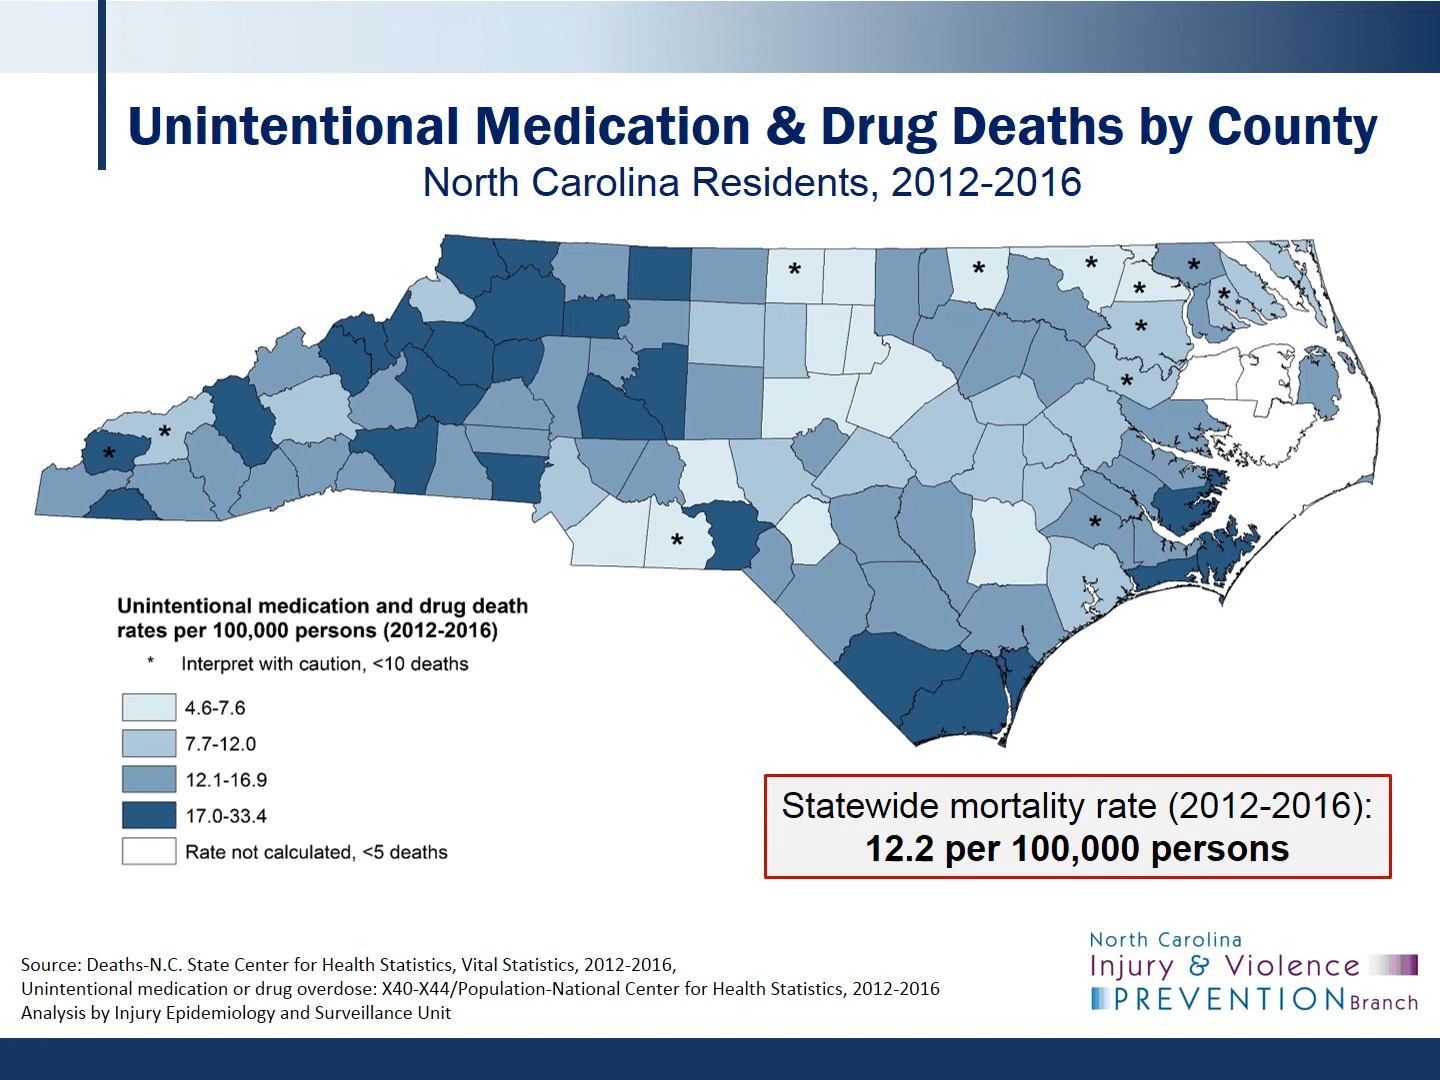 Unintentional Medication & Drug Deaths by County
North Carolina Residents, 2012-2016
* * * *
* *
* *
*
*
*
*
*
*
Unintentional medication and drug death
rates per 100,000 persons (2012-2016)
* Interpret with caution, <10 deaths
4.6-7.6
7.7-12.0
12.1-16.9
17.0-33.4
Rate not calculated, <5 deaths
Statewide mortality rate (2012-2016):
12.2 per 100,000 persons
Source: Deaths-N.C. State Center for Health Statistics, Vital Statistics, 2012-2016,
Unintentional medication or drug overdose: X40-X44/Population-National Center for Health Statistics, 2012-2016
Analysis by Injury Epidemiology and Surveillance Unit
North Carolina
Injury & Violence
PREVENTION Branch